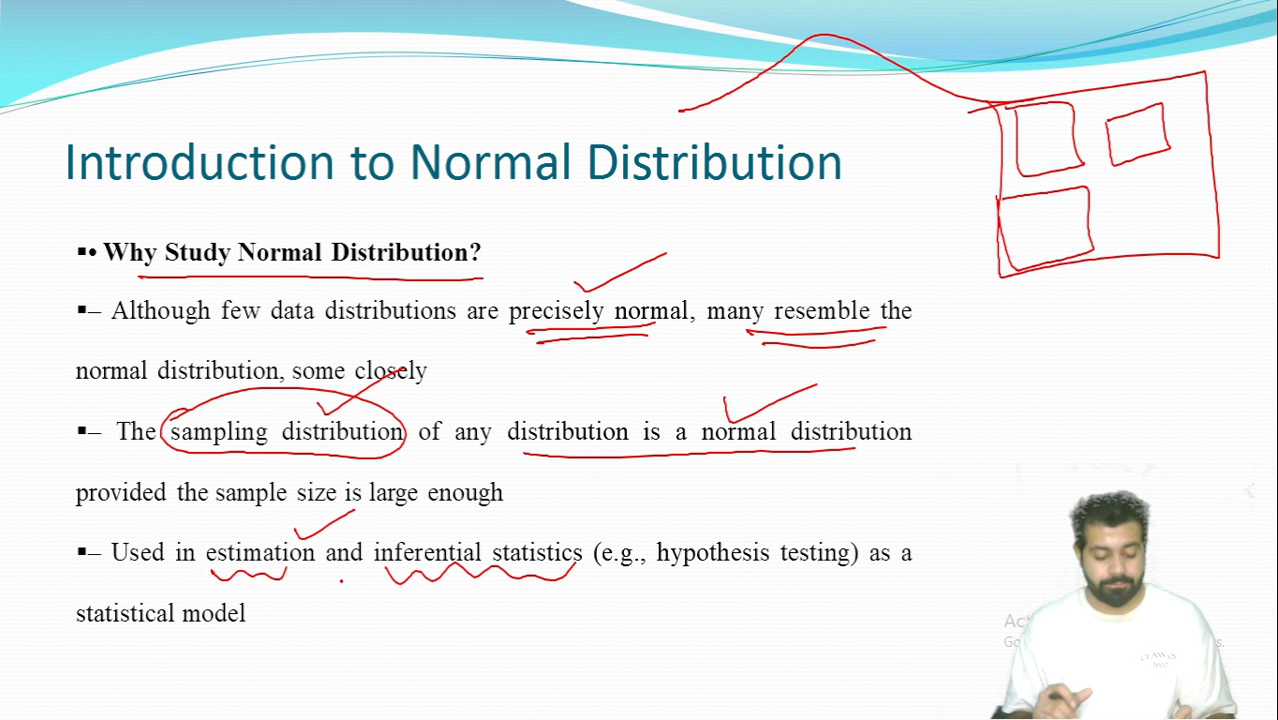 Introduction to Normal Distribution
▪• Why Study Normal Distribution?
▪– Although few data distributions are precisely normal, many resemble the
normal distribution, some closely
▪– The sampling distribution of any distribution is a normal distribution
provided the sample size is large enough
▪– Used in estimation and inferential statistics (e.g., hypothesis testing) as a
statistical model
CLASS OF